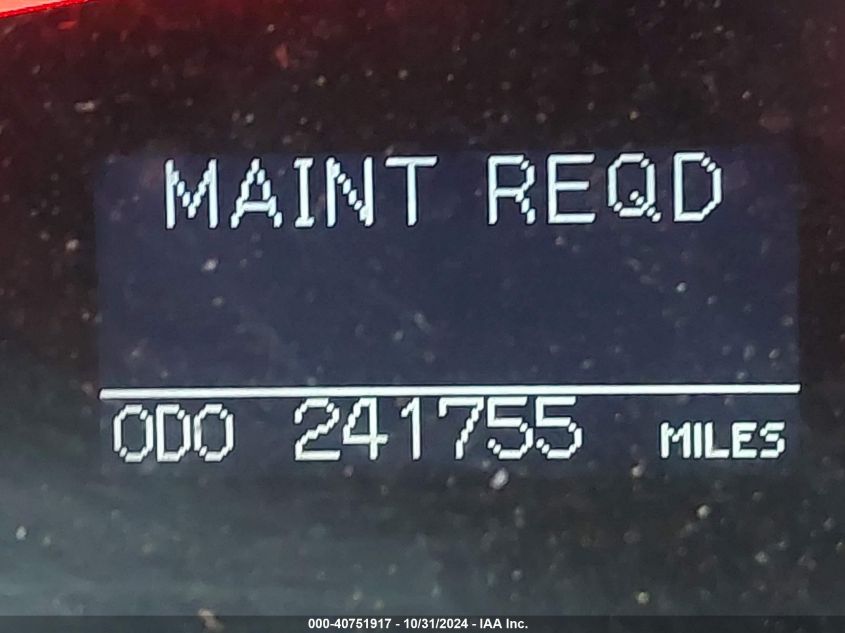 MAINT REQD
ODO 241755 MILES
000-40751917 - 10/31/2024 - IAA Inc.